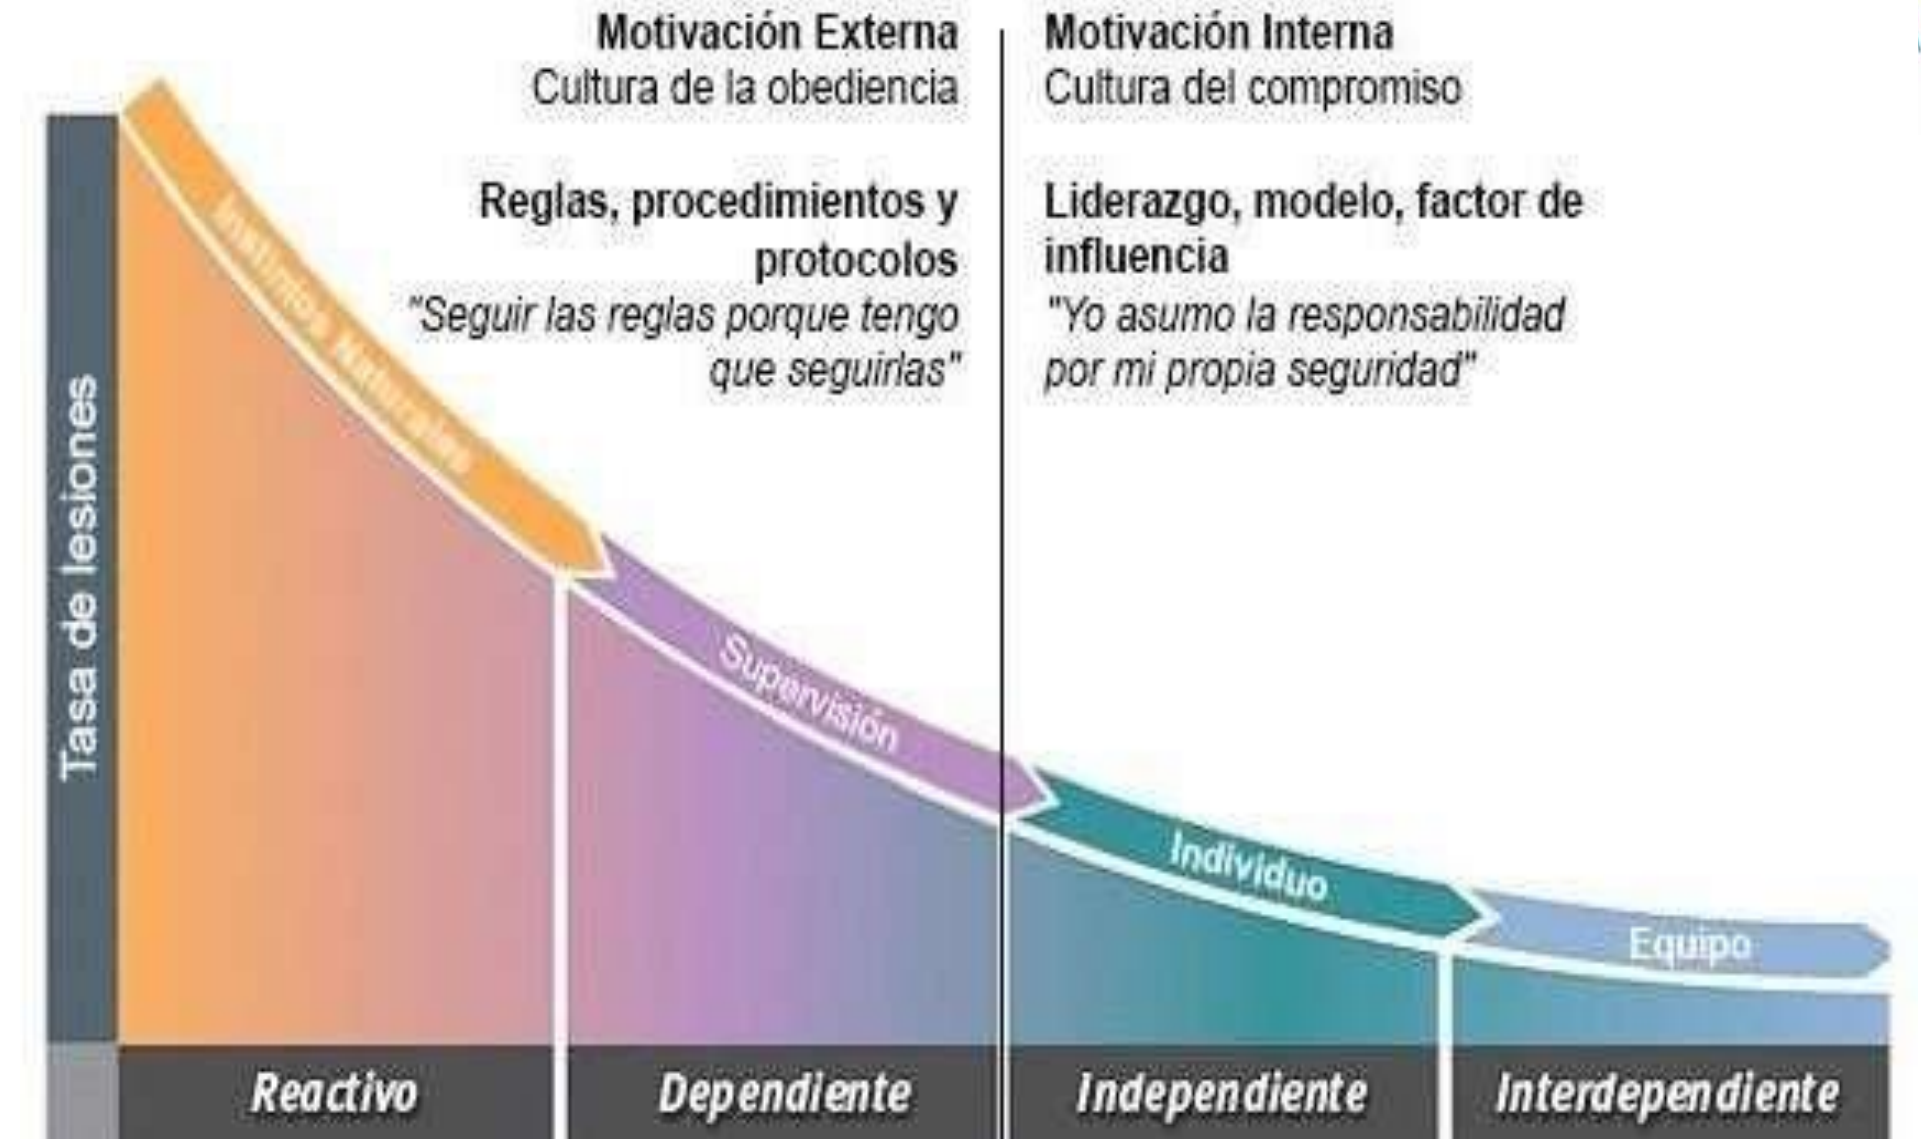 Motivación Externa
Cultura de la obediencia
Reglas, procedimientos y
protocolos
"Seguir las reglas porque tengo
que seguirlas"
Motivación Interna
Cultura del compromiso
Liderazgo, modelo, factor de
influencia
"Yo asumo la responsabilidad
por mi propia seguridad"
Tasa de lesiones
Instintos Naturales
Supervisión
Individuo
Equipo
Reactivo
Dependiente
Independiente
Interdependiente